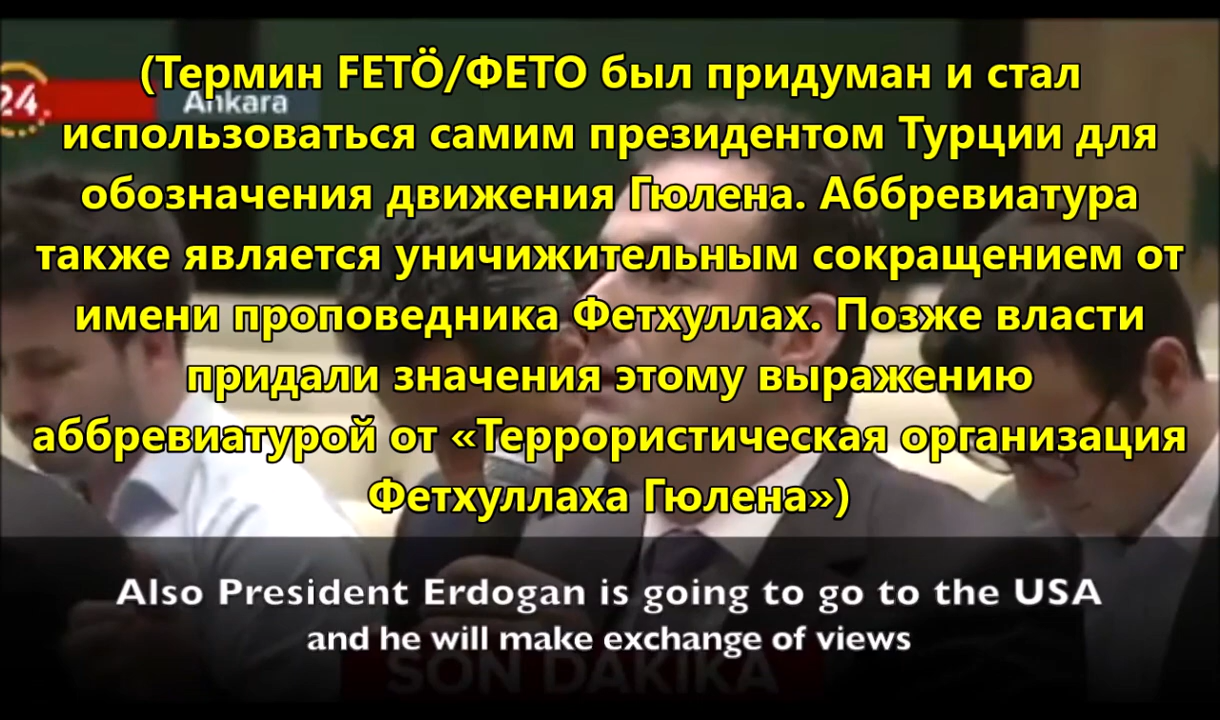 24
Ankara
(Термин FETÖ/ФЕТО был придуман и стал
использоваться самим президентом Турции для
обозначения движения Гюлена. Аббревиатура
также является уничижительным сокращением от
имени проповедника Фетхуллах. Позже власти
придали значения этому выражению
аббревиатурой от «Террористическая организация
Фетхуллаха Гюлена»)
Also President Erdogan is going to go to the USA
and he will make exchange of views
SON DAKİKA